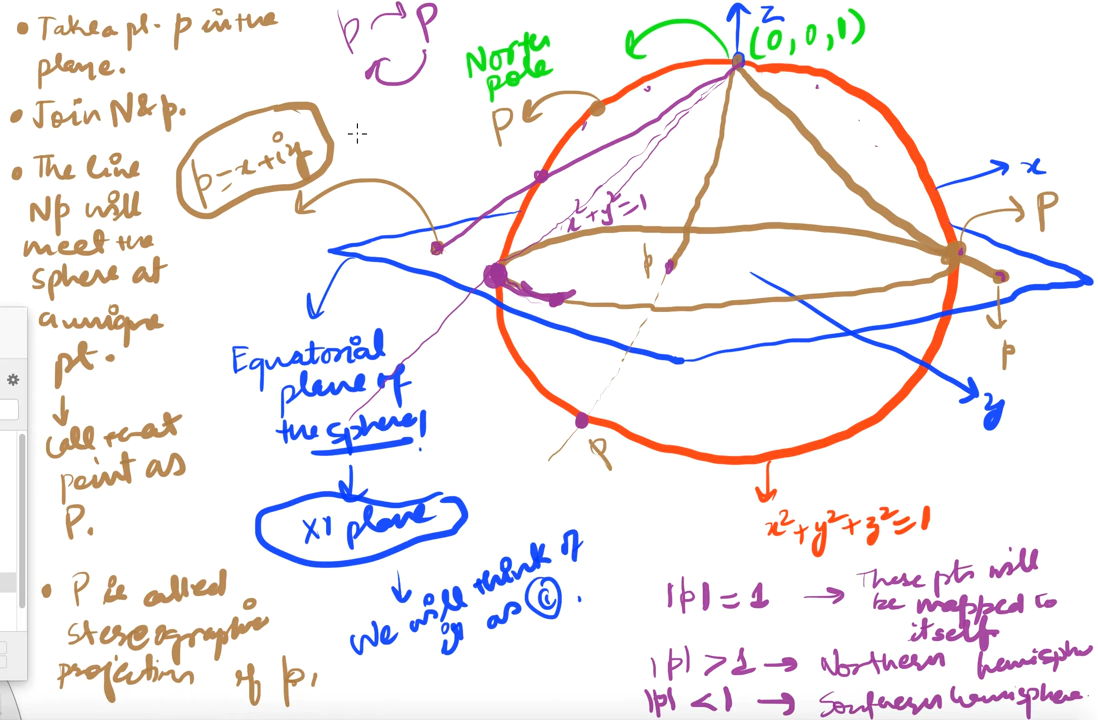 • Take a pt. p in the
plane.
• Join N & p.
• The line
Np will
meet the
sphere at
a unique
pt.
↓
Call that
point as
P.
• P is called
stereographic
projection of p.
p → P
p = x + iy
North
pole
P
z
(0, 0, 1)
x
P
x² + y² = 1
p
p
y
P
Equatorial
plane of
the sphere!
XY plane
We will think of
it as ℂ.
x² + y² + z² = 1
|p| = 1 → These pts will
be mapped to
itself
|p| > 1 → Northern hemisphe
|p| < 1 → Southern hemisphere.